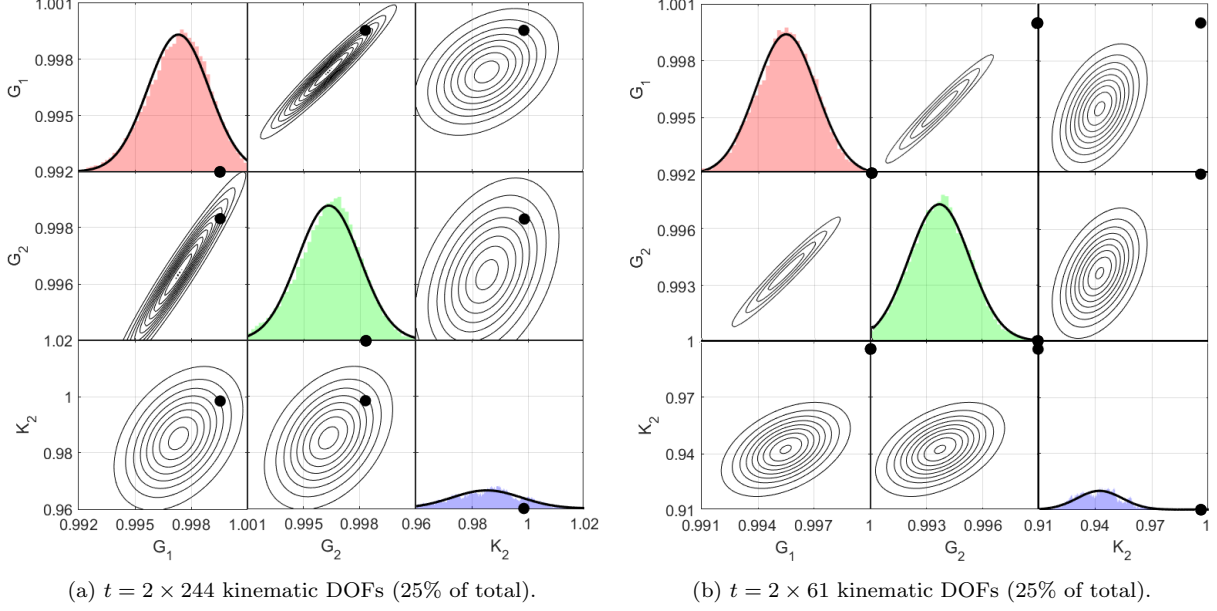 1.001
0.998
0.995
0.992
G₁
0.998
0.996
1.02
G₂
1
0.98
0.96
K₂
0.992 0.995 0.998 1.001 0.995 0.998 0.96 0.98 1 1.02
G₁ G₂ K₂
(a) t = 2 × 244 kinematic DOFs (25% of total).
1.001
0.998
0.995
0.992
G₁
0.996
0.993
1
G₂
0.97
0.94
0.91
K₂
0.991 0.994 0.997 1 0.993 0.996 0.91 0.94 0.97 1
G₁ G₂ K₂
(b) t = 2 × 61 kinematic DOFs (25% of total).